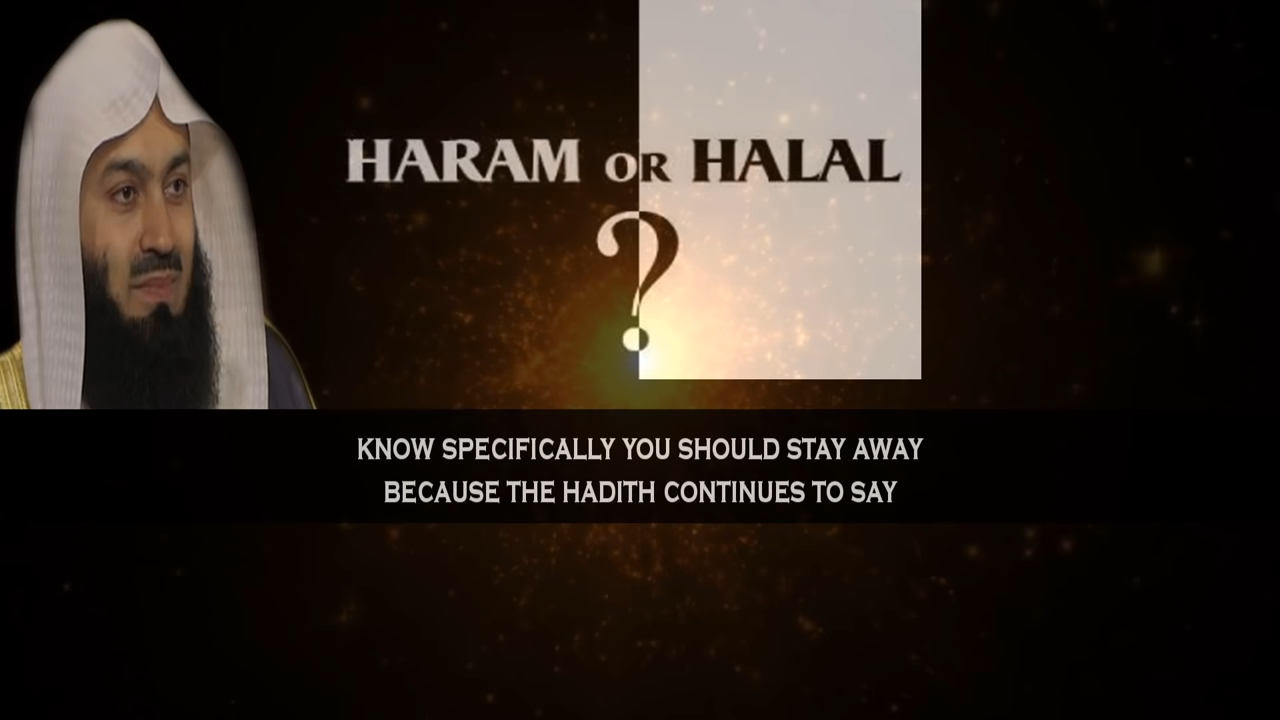 HARAM OR HALAL
?
KNOW SPECIFICALLY YOU SHOULD STAY AWAY
BECAUSE THE HADITH CONTINUES TO SAY